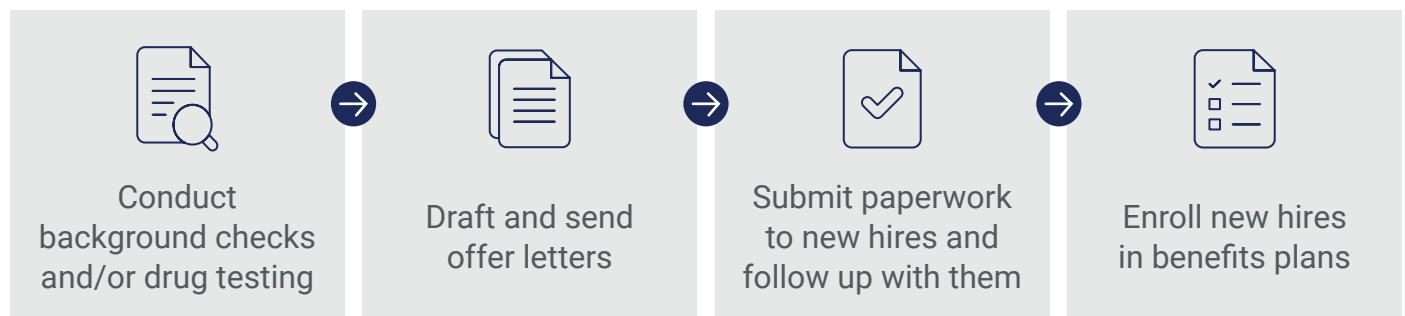 Conduct
background checks
and/or drug testing
Draft and send
offer letters
Submit paperwork
to new hires and
follow up with them
Enroll new hires
in benefits plans